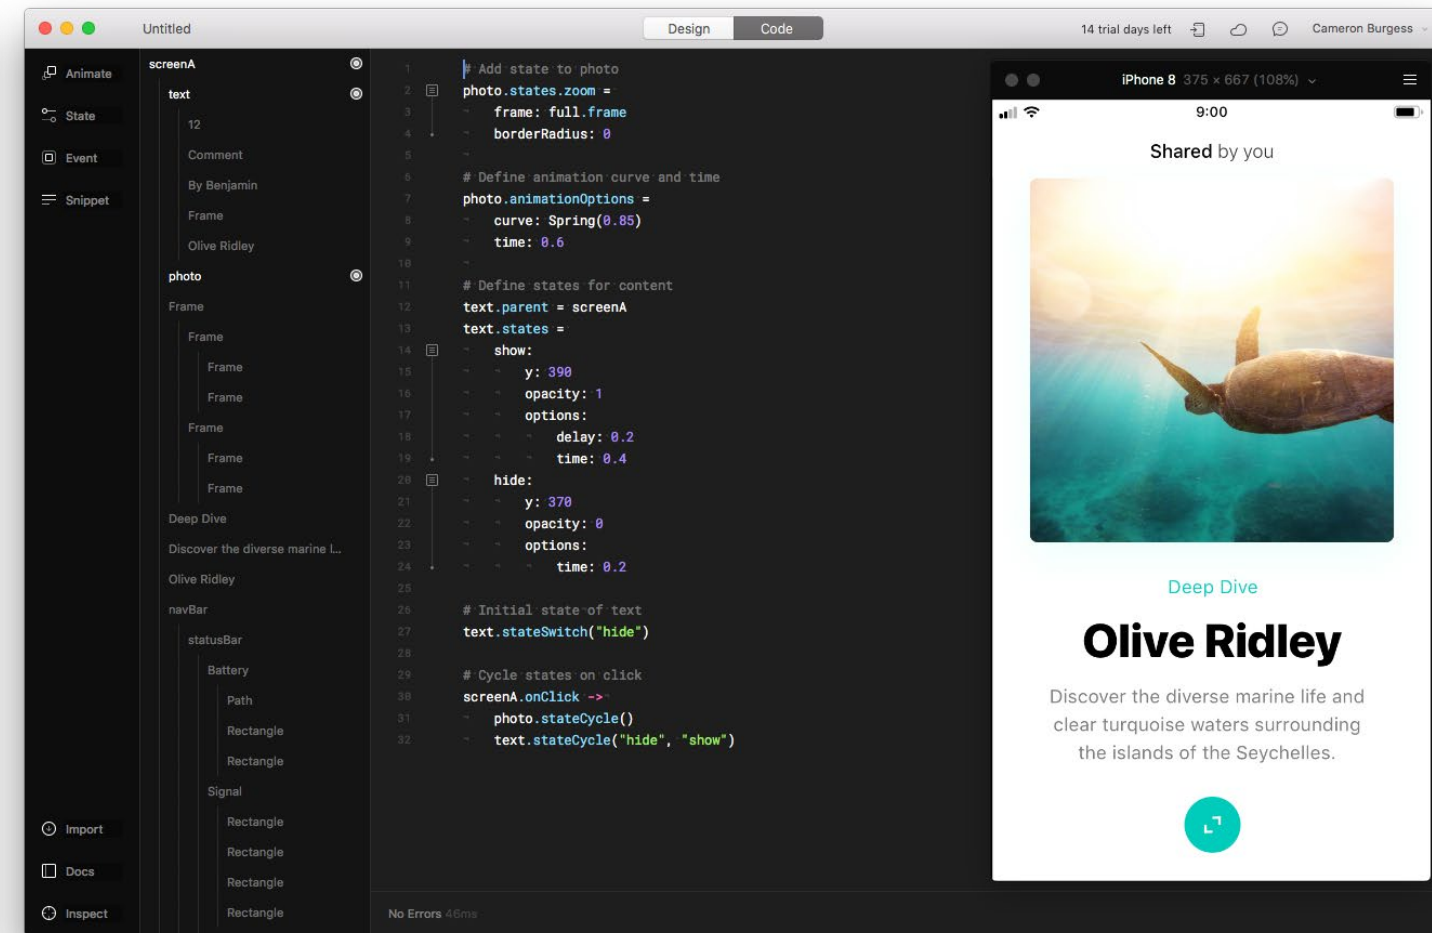 Untitled
Design
Code
14 trial days left
Cameron Burgess
Animate
State
Event
Snippet
Import
Docs
Inspect
screenA
text
12
Comment
By Benjamin
Frame
Olive Ridley
photo
Frame
Frame
Frame
Frame
Frame
Frame
Frame
Deep Dive
Discover the diverse marine l...
Olive Ridley
navBar
statusBar
Battery
Path
Rectangle
Rectangle
Signal
Rectangle
Rectangle
Rectangle
Rectangle
1 # Add state to photo
2 photo.states.zoom =
3 frame: full.frame
4 borderRadius: 0
5
6 # Define animation curve and time
7 photo.animationOptions =
8 curve: Spring(0.85)
9 time: 0.6
10
11 # Define states for content
12 text.parent = screenA
13 text.states =
14 show:
15 y: 390
16 opacity: 1
17 options:
18 delay: 0.2
19 time: 0.4
20 hide:
21 y: 370
22 opacity: 0
23 options:
24 time: 0.2
25
26 # Initial state of text
27 text.stateSwitch("hide")
28
29 # Cycle states on click
30 screenA.onClick ->
31 photo.stateCycle()
32 text.stateCycle("hide", "show")
No Errors 46ms
iPhone 8 375 × 667 (108%)
9:00
Shared by you
Deep Dive
Olive Ridley
Discover the diverse marine life and
clear turquoise waters surrounding
the islands of the Seychelles.